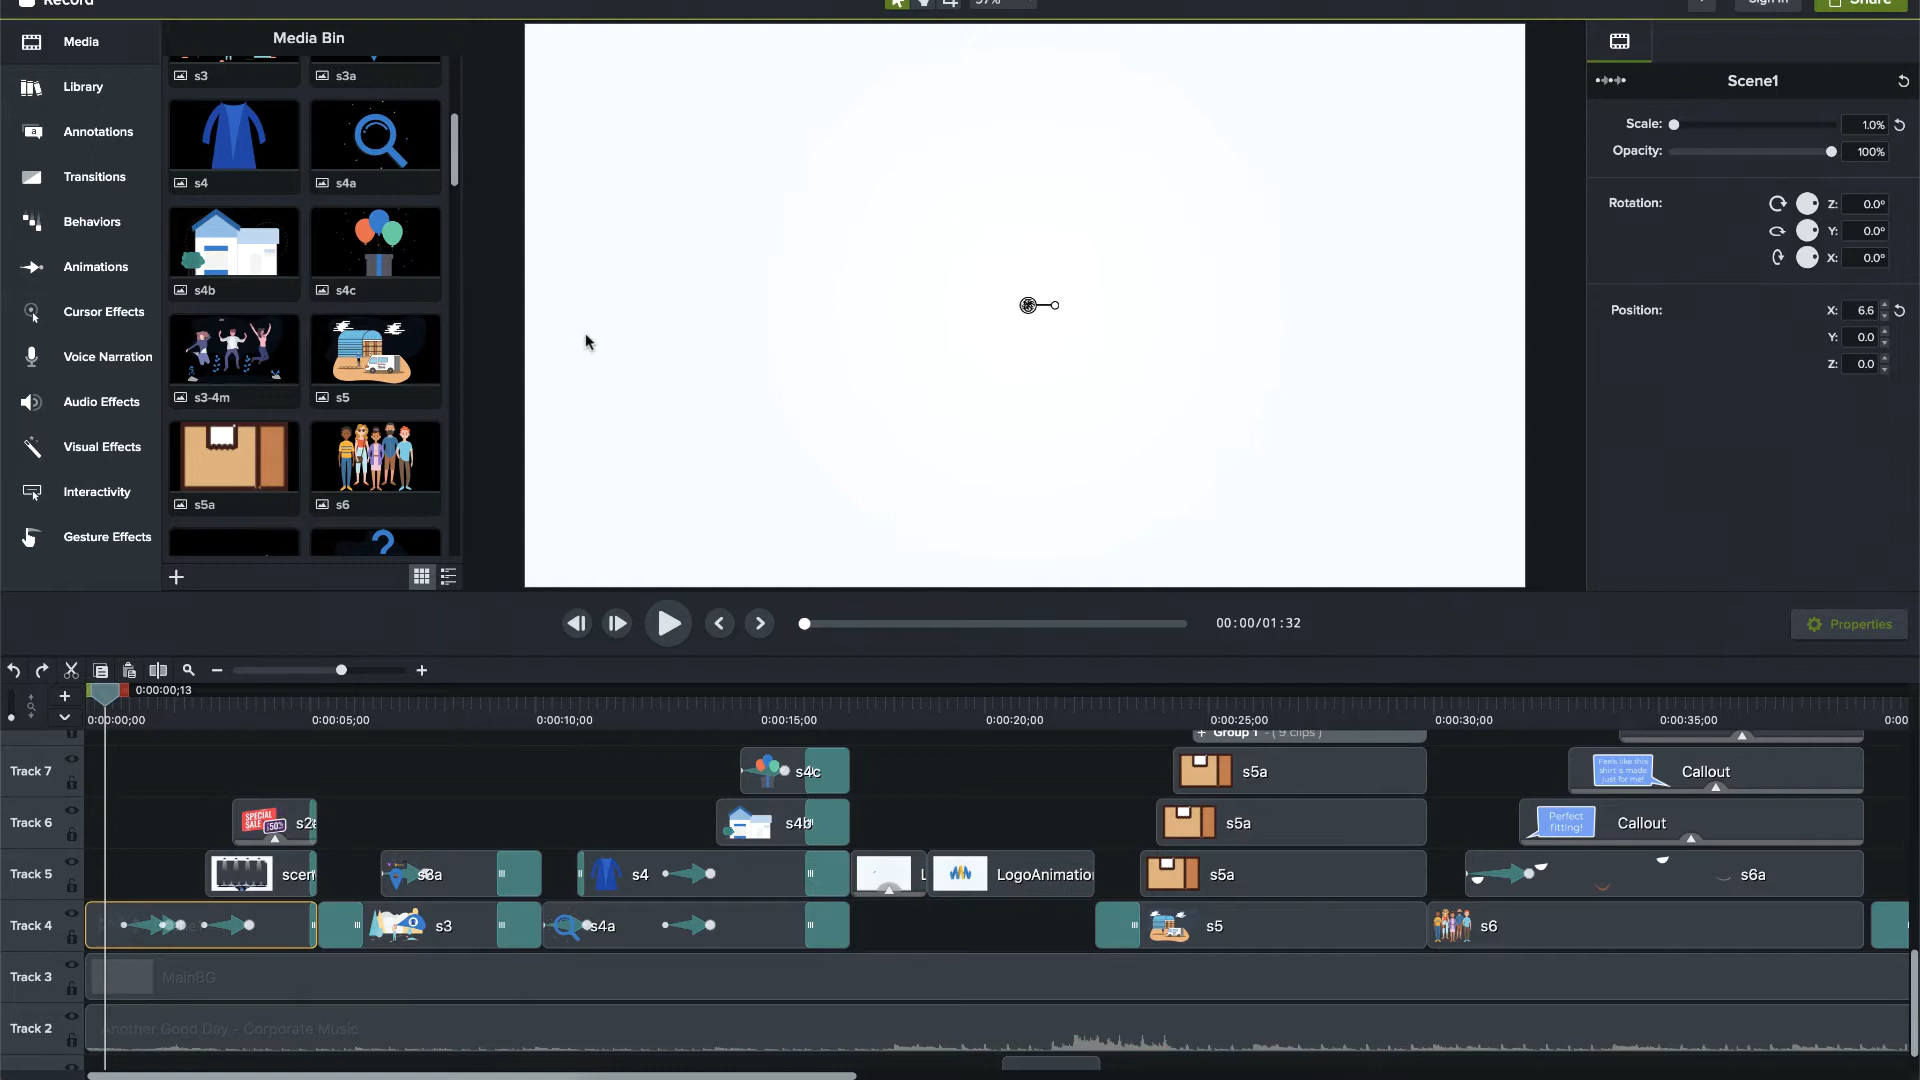 Record
57%
Sign in
Share
Media
Library
Annotations
Transitions
Behaviors
Animations
Cursor Effects
Voice Narration
Audio Effects
Visual Effects
Interactivity
Gesture Effects
Media Bin
s3
s3a
s4
s4a
s4b
s4c
s3-4m
s5
s5a
s6
Scene1
Scale:
1.0%
Opacity:
100%
Rotation:
Z:
0.0º
Y:
0.0º
X:
0.0º
Position:
X:
6.6
Y:
0.0
Z:
0.0
00:00/01:32
Properties
0:00:00;13
0:00:00;00
0:00:05;00
0:00:10;00
0:00:15;00
0:00:20;00
0:00:25;00
0:00:30;00
0:00:35;00
0:00
+ Group 1 - ( 9 clips )
Track 7
s4c
s5a
Feels like this
shirt is made
just for me!
Callout
Track 6
SPECIAL
SALE
50%
s2
s4b
s5a
Perfect
fitting!
Callout
Track 5
scen
s3a
s4
L
LogoAnimatio
s5a
s6a
Track 4
s3
s4a
s5
s6
Track 3
MainBG
Track 2
Another Good Day - Corporate Music